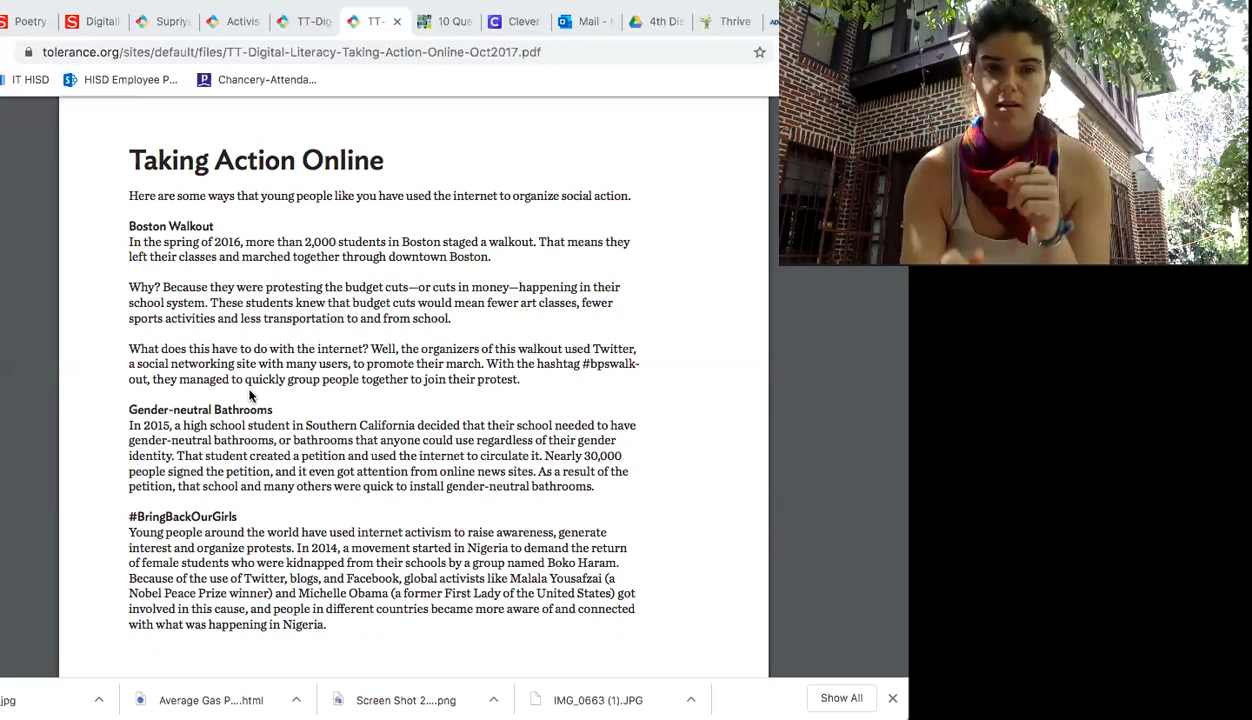 Poetry
Digital
Supriya
Activis
TT-Dig
TT-
10 Que
Clever
Mail -
4th Dis
Thrive
tolerance.org/sites/default/files/TT-Digital-Literacy-Taking-Action-Online-Oct2017.pdf
IT HISD
HISD Employee P...
Chancery-Attenda...
Taking Action Online
Here are some ways that young people like you have used the internet to organize social action.
Boston Walkout
In the spring of 2016, more than 2,000 students in Boston staged a walkout. That means they
left their classes and marched together through downtown Boston.
Why? Because they were protesting the budget cuts—or cuts in money—happening in their
school system. These students knew that budget cuts would mean fewer art classes, fewer
sports activities and less transportation to and from school.
What does this have to do with the internet? Well, the organizers of this walkout used Twitter,
a social networking site with many users, to promote their march. With the hashtag #bpswalk-
out, they managed to quickly group people together to join their protest.
Gender-neutral Bathrooms
In 2015, a high school student in Southern California decided that their school needed to have
gender-neutral bathrooms, or bathrooms that anyone could use regardless of their gender
identity. That student created a petition and used the internet to circulate it. Nearly 30,000
people signed the petition, and it even got attention from online news sites. As a result of the
petition, that school and many others were quick to install gender-neutral bathrooms.
#BringBackOurGirls
Young people around the world have used internet activism to raise awareness, generate
interest and organize protests. In 2014, a movement started in Nigeria to demand the return
of female students who were kidnapped from their schools by a group named Boko Haram.
Because of the use of Twitter, blogs, and Facebook, global activists like Malala Yousafzai (a
Nobel Peace Prize winner) and Michelle Obama (a former First Lady of the United States) got
involved in this cause, and people in different countries became more aware of and connected
with what was happening in Nigeria.
jpg
Average Gas P....html
Screen Shot 2....png
IMG_0663 (1).JPG
Show All